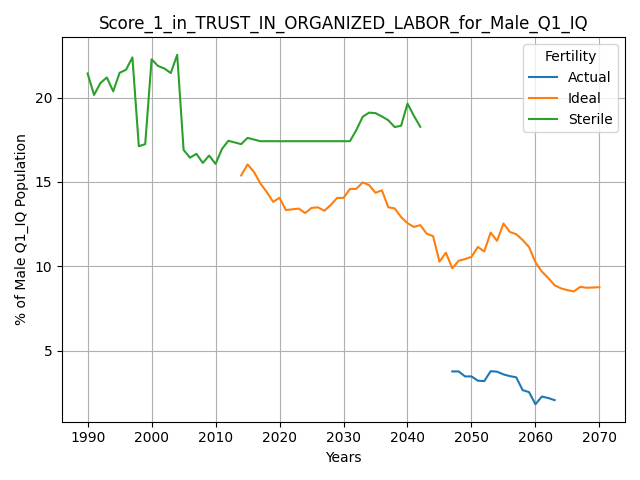 Score_1_in_TRUST_IN_ORGANIZED_LABOR_for_Male_Q1_IQ
Fertility
Actual
Ideal
Sterile
% of Male Q1_IQ Population
20
15
10
5
1990 2000 2010 2020 2030 2040 2050 2060 2070
Years